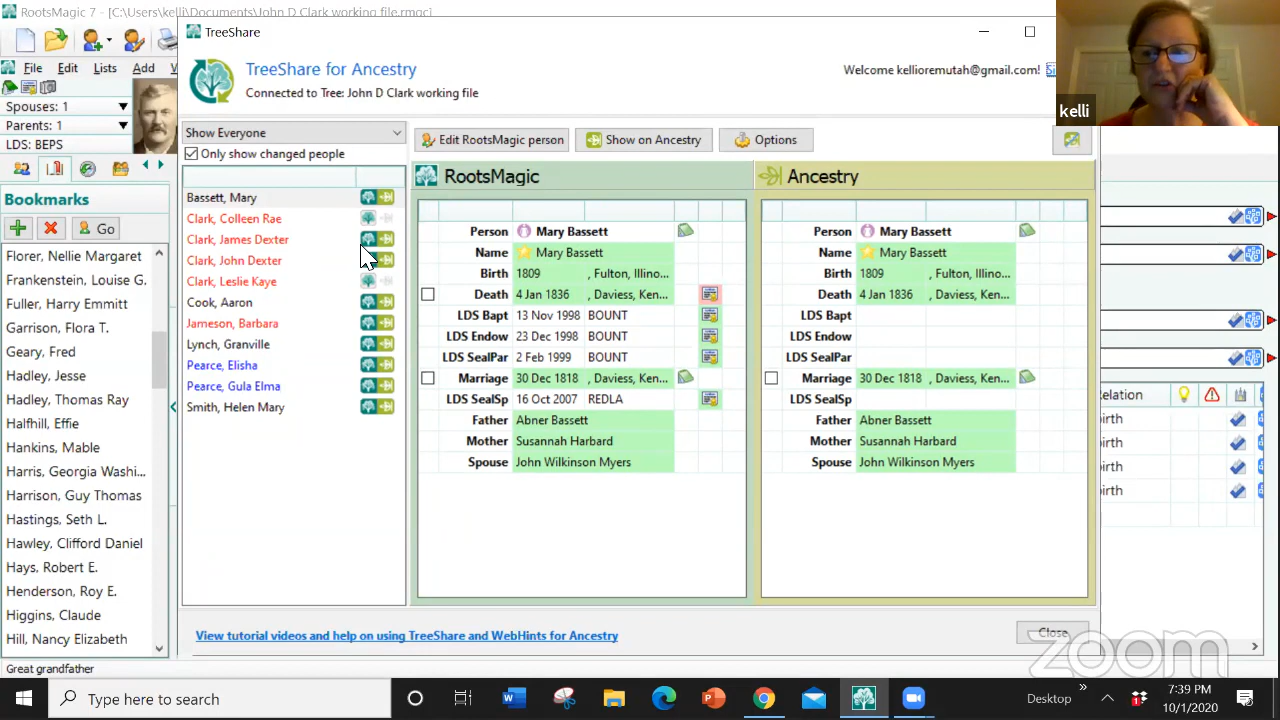 RootsMagic 7 - [C:\Users\kelli\Documents\John D Clark working file.rmgc]
File Edit Lists Add V
Spouses: 1
Parents: 1
LDS: BEPS
Bookmarks
Go
Florer, Nellie Margaret
Frankenstein, Louise G.
Fuller, Harry Emmitt
Garrison, Flora T.
Geary, Fred
Hadley, Jesse
Hadley, Thomas Ray
Halfhill, Effie
Hankins, Mable
Harris, Georgia Washi...
Harrison, Guy Thomas
Hastings, Seth L.
Hawley, Clifford Daniel
Hays, Robert E.
Henderson, Roy E.
Higgins, Claude
Hill, Nancy Elizabeth
Great grandfather
TreeShare
TreeShare for Ancestry
Connected to Tree: John D Clark working file
Welcome kellioremutah@gmail.com! Si
Show Everyone
Only show changed people
Edit RootsMagic person
Show on Ancestry
Options
Bassett, Mary
Clark, Colleen Rae
Clark, James Dexter
Clark, John Dexter
Clark, Leslie Kaye
Cook, Aaron
Jameson, Barbara
Lynch, Granville
Pearce, Elisha
Pearce, Gula Elma
Smith, Helen Mary
RootsMagic
Person Mary Bassett
Name Mary Bassett
Birth 1809 , Fulton, Illino...
Death 4 Jan 1836 , Daviess, Ken...
LDS Bapt 13 Nov 1998 BOUNT
LDS Endow 23 Dec 1998 BOUNT
LDS SealPar 2 Feb 1999 BOUNT
Marriage 30 Dec 1818 , Daviess, Ken...
LDS SealSp 16 Oct 2007 REDLA
Father Abner Bassett
Mother Susannah Harbard
Spouse John Wilkinson Myers
Ancestry
Person Mary Bassett
Name Mary Bassett
Birth 1809 , Fulton, Illino...
Death 4 Jan 1836 , Daviess, Ken...
LDS Bapt
LDS Endow
LDS SealPar
Marriage 30 Dec 1818 , Daviess, Ken...
LDS SealSp
Father Abner Bassett
Mother Susannah Harbard
Spouse John Wilkinson Myers
View tutorial videos and help on using TreeShare and WebHints for Ancestry
Close
kelli
elation
irth
irth
irth
irth
zoom
Type here to search
Desktop
7:39 PM
10/1/2020